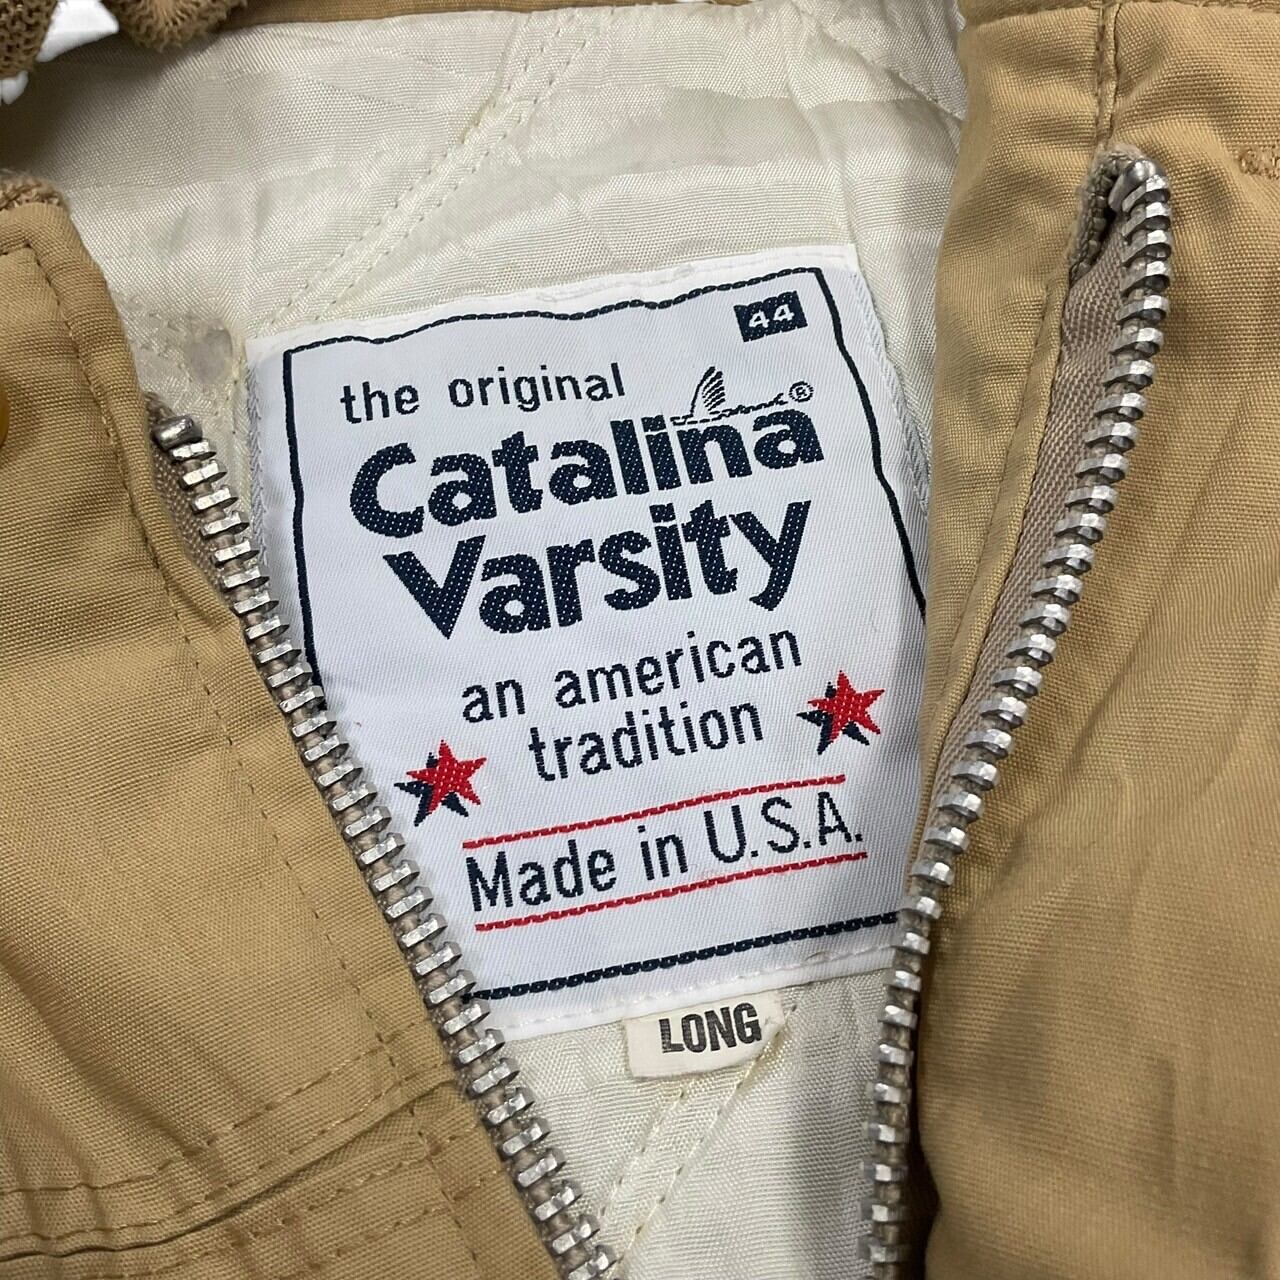 44
the original
Catalina®
Varsity
an american
tradition
Made in U.S.A.
LONG